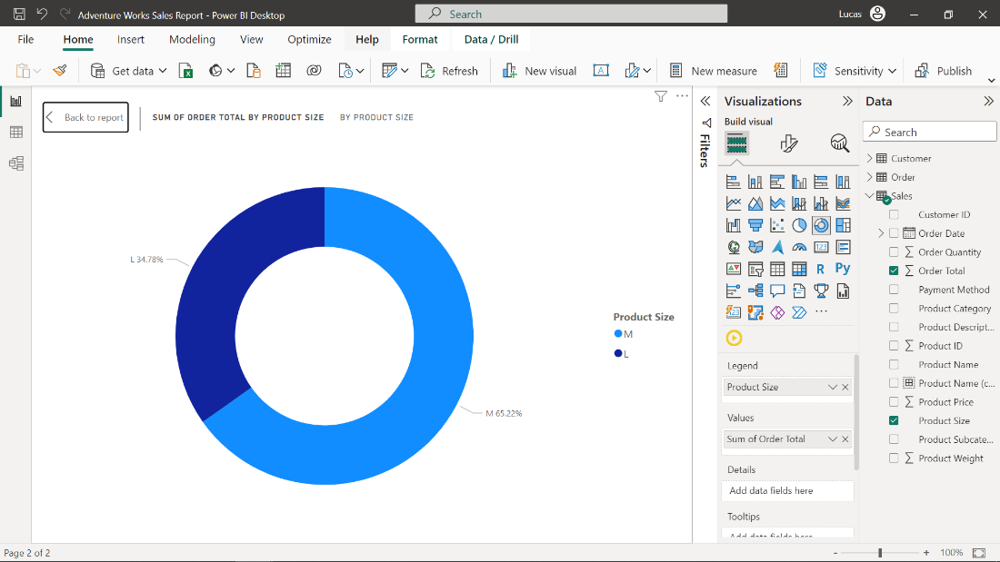 Adventure Works Sales Report - Power BI Desktop
Search
Lucas
File Home Insert Modeling View Optimize Help Format Data / Drill
Get data
Refresh
New visual
A
New measure
Sensitivity
Publish
Back to report
SUM OF ORDER TOTAL BY PRODUCT SIZE
BY PRODUCT SIZE
L 34.78%
M 65.22%
Product Size
M
L
Filters
Visualizations
Build visual
123
R
Py
123
Legend
Product Size
Values
Sum of Order Total
Details
Add data fields here
Tooltips
Add data fields here
Data
Search
Customer
Order
Sales
Customer ID
Order Date
Order Quantity
Order Total
Payment Method
Product Category
Product Descript...
Product ID
Product Name
Product Name (c...
Product Price
Product Size
Product Subcate...
Product Weight
Page 2 of 2
- + 100%